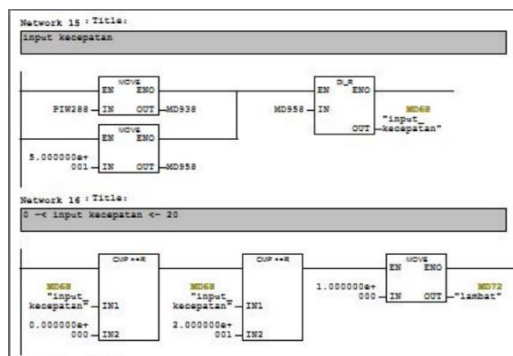 Network 15 : Title:
input kecepatan
MOVE
EN ENO
PIW288 IN OUT MD938
MOVE
EN ENO
5.000000e+
001 IN OUT MD958
DI_R
EN ENO
MD958 IN
MD68
"input_
OUT kecepatan"
Network 16 : Title:
0 -< input kecepatan <- 20
CMP
MD68
"input_
kecepatan" IN1
0.000000e+
000 IN2
CMP
MD68
"input_
kecepatan" IN1
2.000000e+
001 IN2
MOVE
EN ENO
1.000000e+
000 IN OUT
MD72
"lambat"